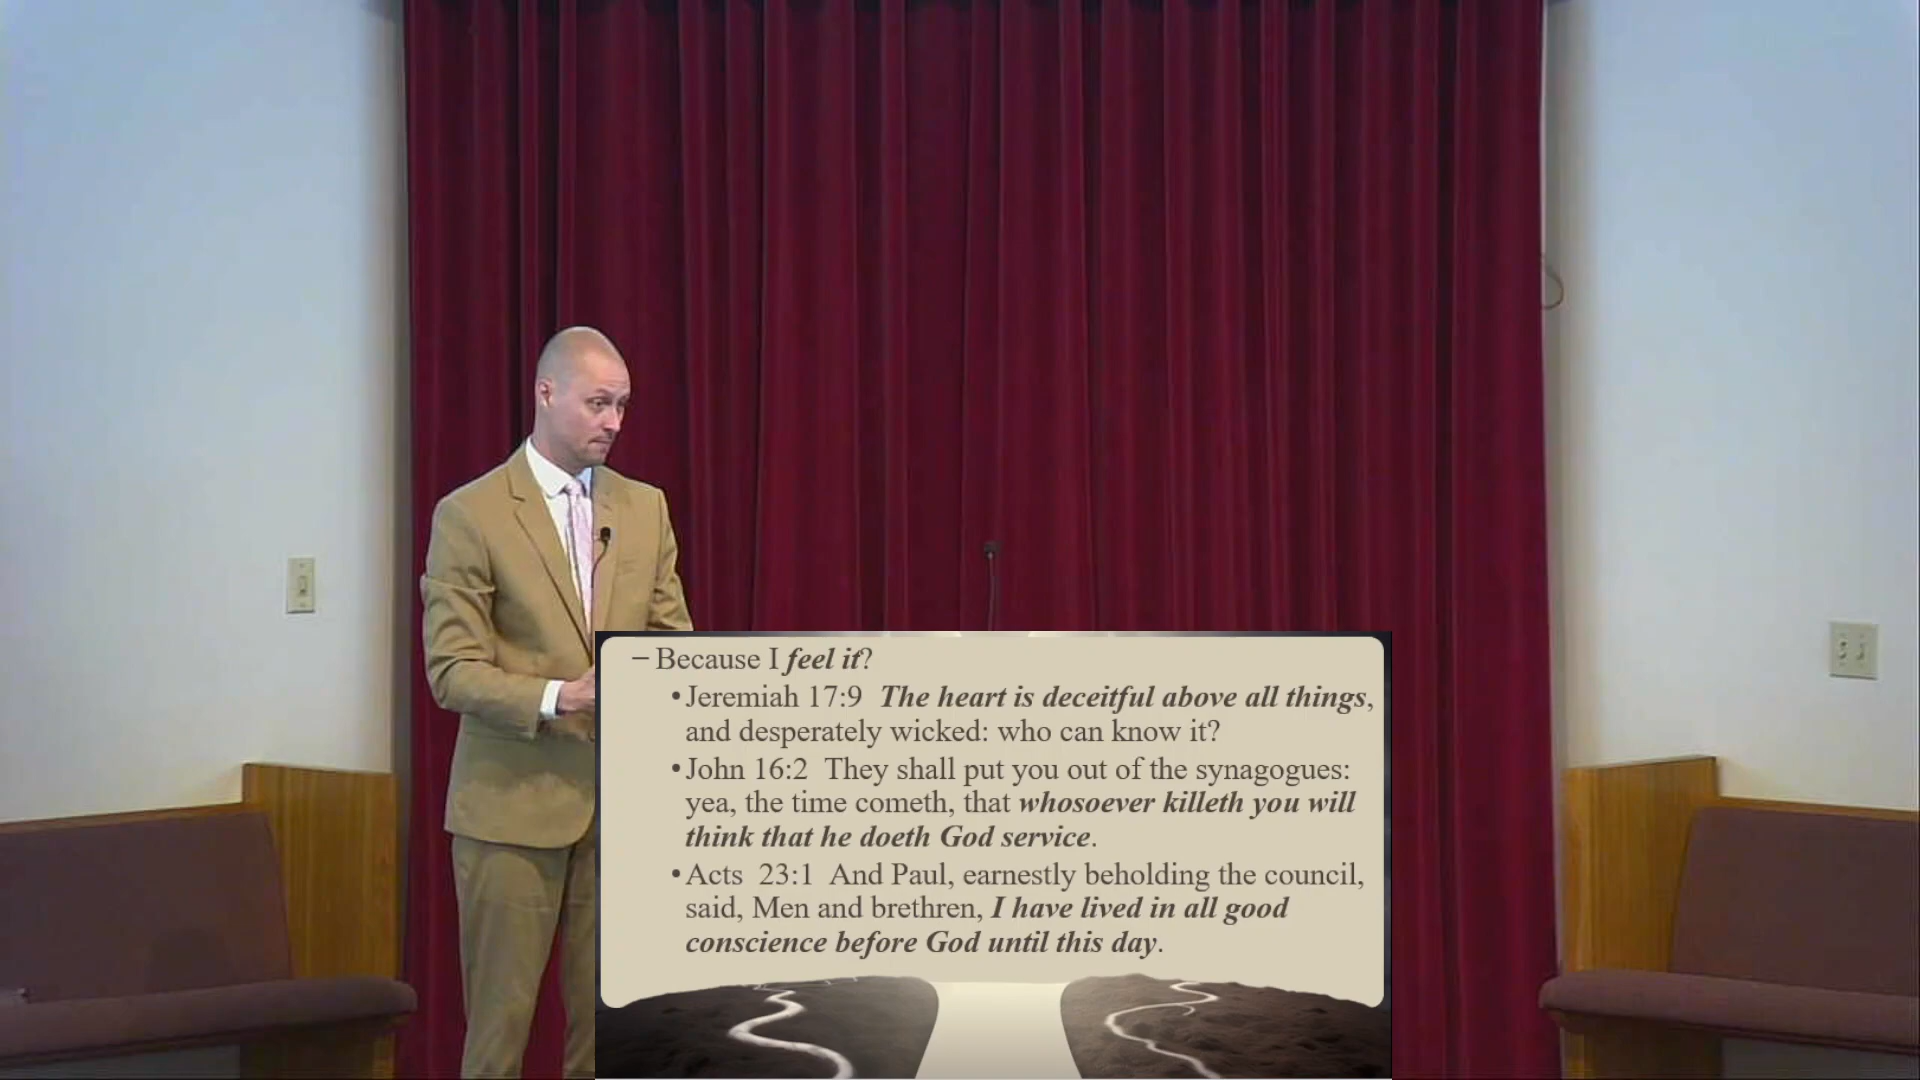 – Because I feel it?
• Jeremiah 17:9 The heart is deceitful above all things,
and desperately wicked: who can know it?
• John 16:2 They shall put you out of the synagogues:
yea, the time cometh, that whosoever killeth you will
think that he doeth God service.
• Acts 23:1 And Paul, earnestly beholding the council,
said, Men and brethren, I have lived in all good
conscience before God until this day.